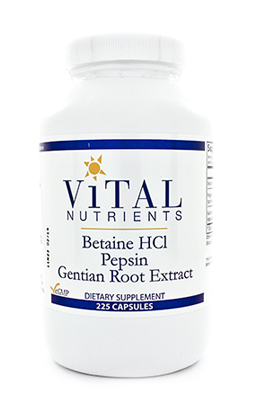 ViTAL
NUTRIENTS
Betaine HCl
Pepsin
Gentian Root Extract
DIETARY SUPPLEMENT
225 CAPSULES